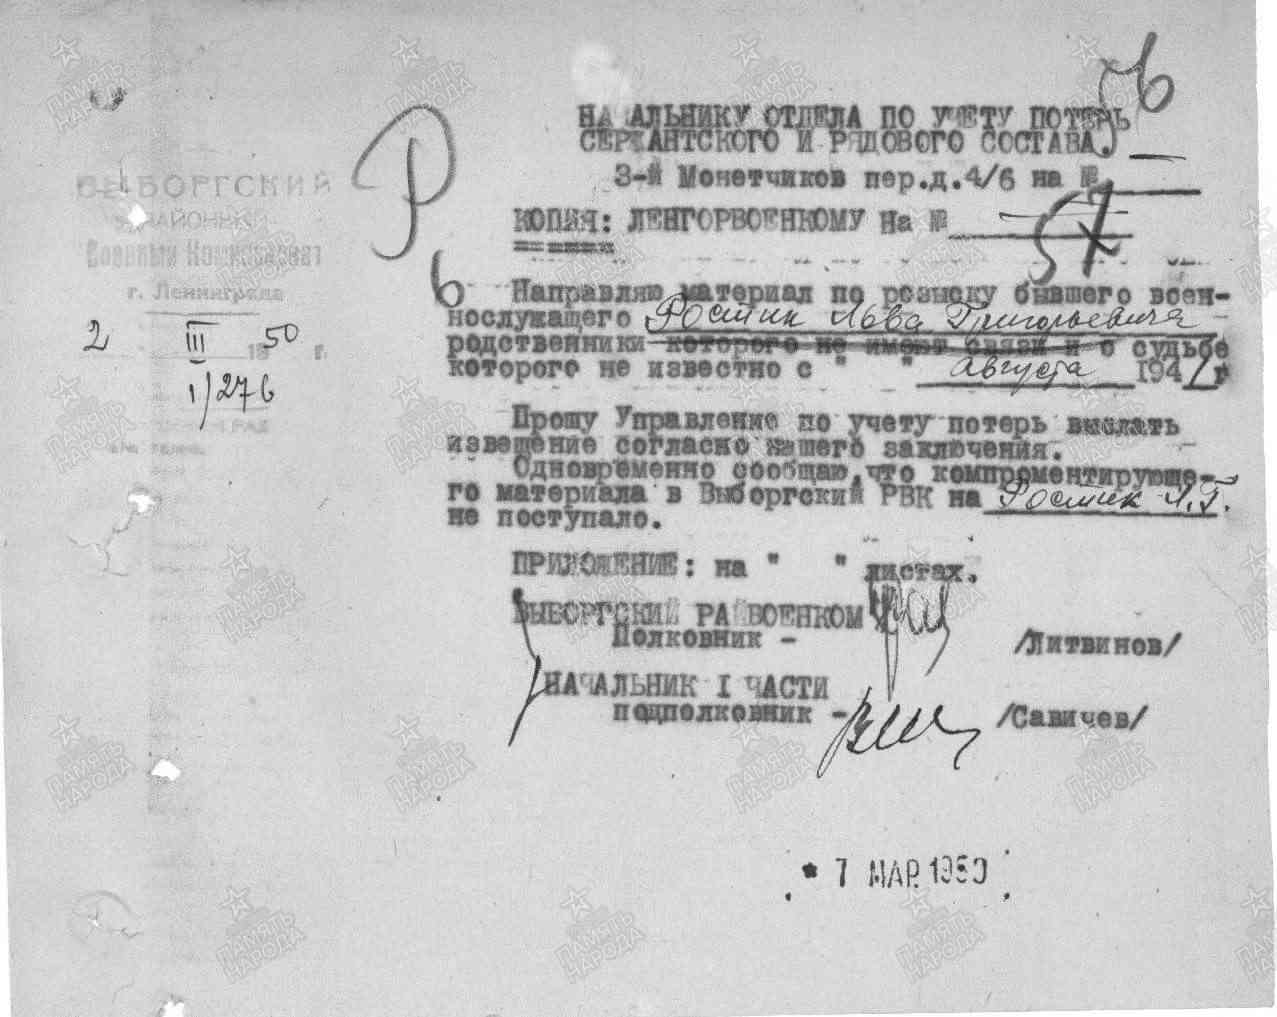 56
НАЧАЛЬНИКУ ОТДЕЛА ПО УЧЕТУ ПОТЕРЬ
СЕРЖАНТСКОГО И РЯДОВОГО СОСТАВА.
3-й Монетчиков пер.д.4/6 на №
КОПИЯ: ЛЕНГОРВОЕНКОМУ На №
57
Р
ВЫБОРГСКИЙ
РАЙОННЫЙ
Военный Комиссариат
г. Ленинграда
2 III 1950 г.
1/276
6
Направляю материал по розыску бывшего воен-
нослужащего Ростик Льва Григорьевича
родственники которого не имеют связи и о судьбе
которого не известно с " " Августа 1941 г
Прошу Управление по учету потерь выслать
извещение согласно нашего заключения.
Одновременно сообщаю, что компроментирующе-
го материала в Выборгский РВК на Ростик Л.Г.
не поступало.
ПРИЛОЖЕНИЕ: на " " листах.
ВЫБОРГСКИЙ РАЙВОЕНКОМ
Полковник - /Литвинов/
НАЧАЛЬНИК I ЧАСТИ
подполковник - /Савичев/
* 7 МАР. 1950
ПАМЯТЬ НАРОДА